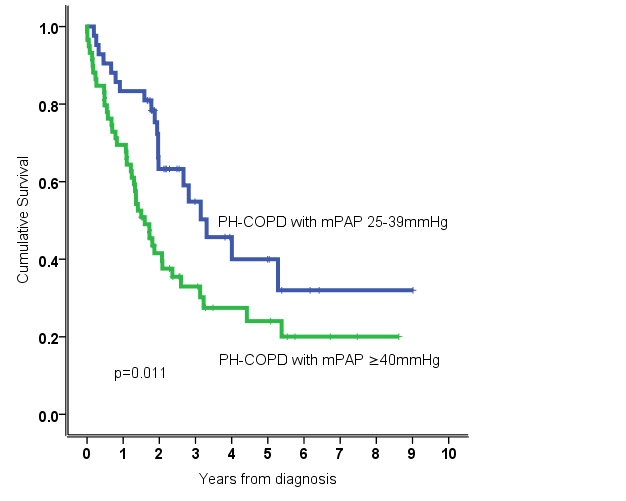 1.0
0.8
0.6
0.4
0.2
0.0
Cumulative Survival
PH-COPD with mPAP 25-39mmHg
PH-COPD with mPAP ≥40mmHg
p=0.011
0 1 2 3 4 5 6 7 8 9 10
Years from diagnosis